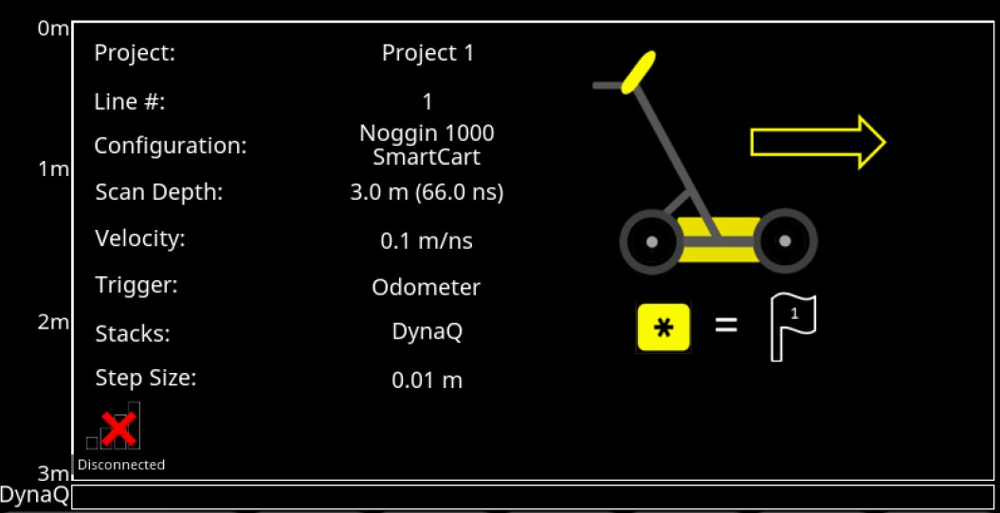 0m
Project: Project 1
Line #: 1
Configuration: Noggin 1000
SmartCart
1m
Scan Depth: 3.0 m (66.0 ns)
Velocity: 0.1 m/ns
Trigger: Odometer
* = 1
2m
Stacks: DynaQ
Step Size: 0.01 m
Disconnected
3m
DynaQ